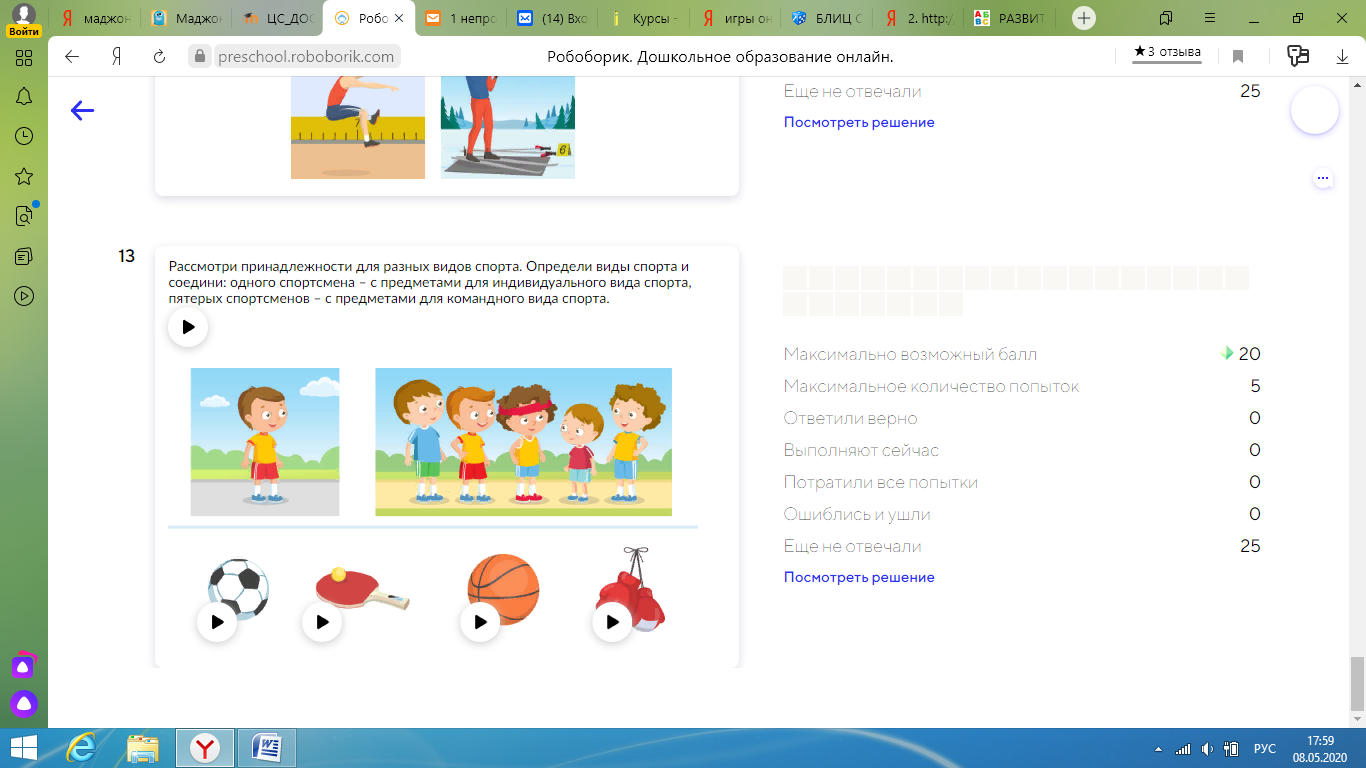 маджон
Маджон
ЦС_ДОС
Робо
1 непро
(14) Вхо
Курсы -
игры он
БЛИЦ С
2. http:/
РАЗВИТ
Войти
preschool.roboborik.com
Робоборик. Дошкольное образование онлайн.
★3 отзыва
6
Еще не отвечали 25
Посмотреть решение
13
Рассмотри принадлежности для разных видов спорта. Определи виды спорта и
соедини: одного спортсмена – с предметами для индивидуального вида спорта,
пятерых спортсменов – с предметами для командного вида спорта.
Максимально возможный балл 20
Максимальное количество попыток 5
Ответили верно 0
Выполняют сейчас 0
Потратили все попытки 0
Ошиблись и ушли 0
Еще не отвечали 25
Посмотреть решение
РУС
17:59
08.05.2020